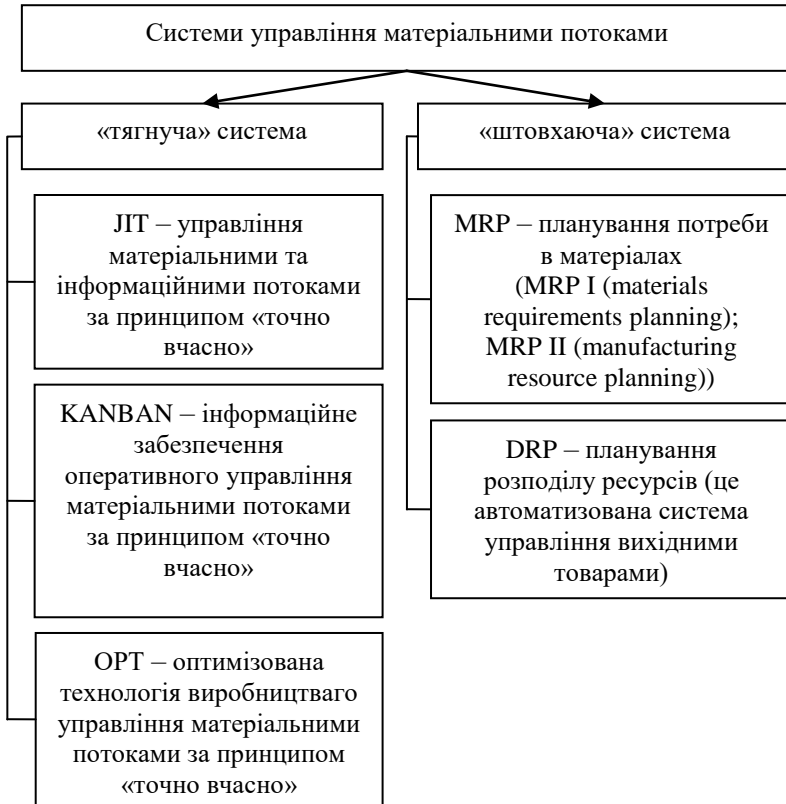 Системи управління матеріальними потоками
«тягнуча» система
«штовхаюча» система
JIT – управління
матеріальними та
інформаційними потоками
за принципом «точно
вчасно»
KANBAN – інформаційне
забезпечення
оперативного управління
матеріальними потоками
за принципом «точно
вчасно»
OPT – оптимізована
технологія виробництваго
управління матеріальними
потоками за принципом
«точно вчасно»
MRP – планування потреби
в матеріалах
(MRP I (materials
requirements planning);
MRP II (manufacturing
resource planning))
DRP – планування
розподілу ресурсів (це
автоматизована система
управління вихідними
товарами)